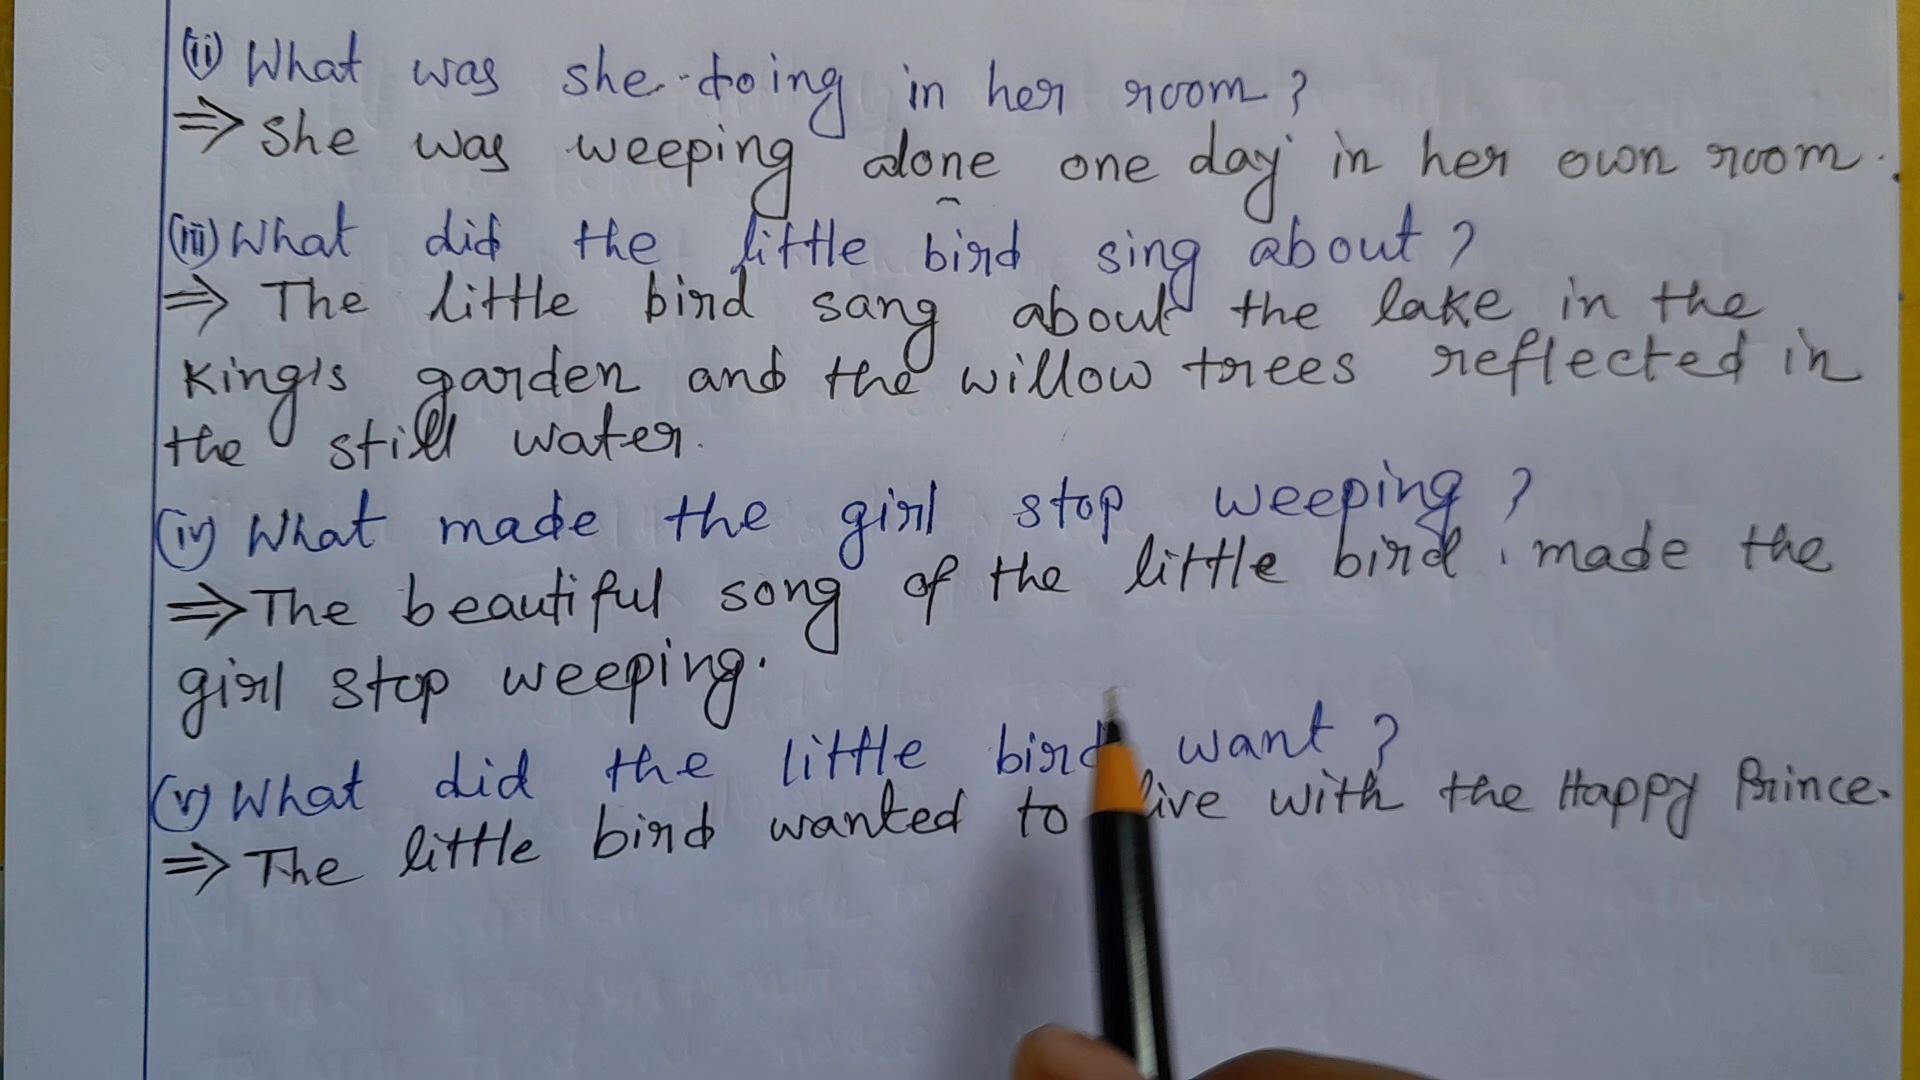 (ii) What was she doing in her room?
⇒ She was weeping alone one day in her own room.
(iii) What did the little bird sing about?
⇒ The little bird sang about the lake in the
King's garden and the willow trees reflected in
the still water.
(iv) What made the girl stop weeping?
⇒ The beautiful song of the little bird made the
girl stop weeping.
(v) What did the little bird want?
⇒ The little bird wanted to live with the Happy Prince.